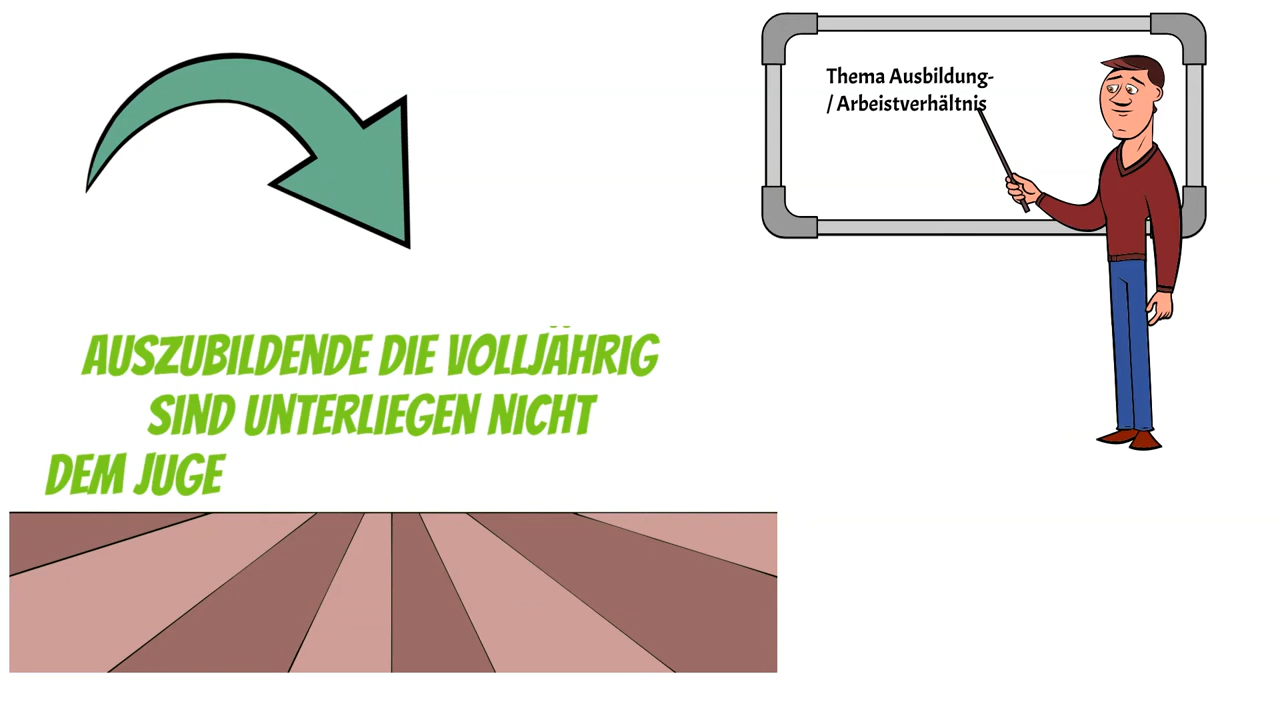 Thema Ausbildung-
/ Arbeistverhältnis
AUSZUBILDENDE DIE VOLLJÄHRIG
SIND UNTERLIEGEN NICHT
DEM JUGE